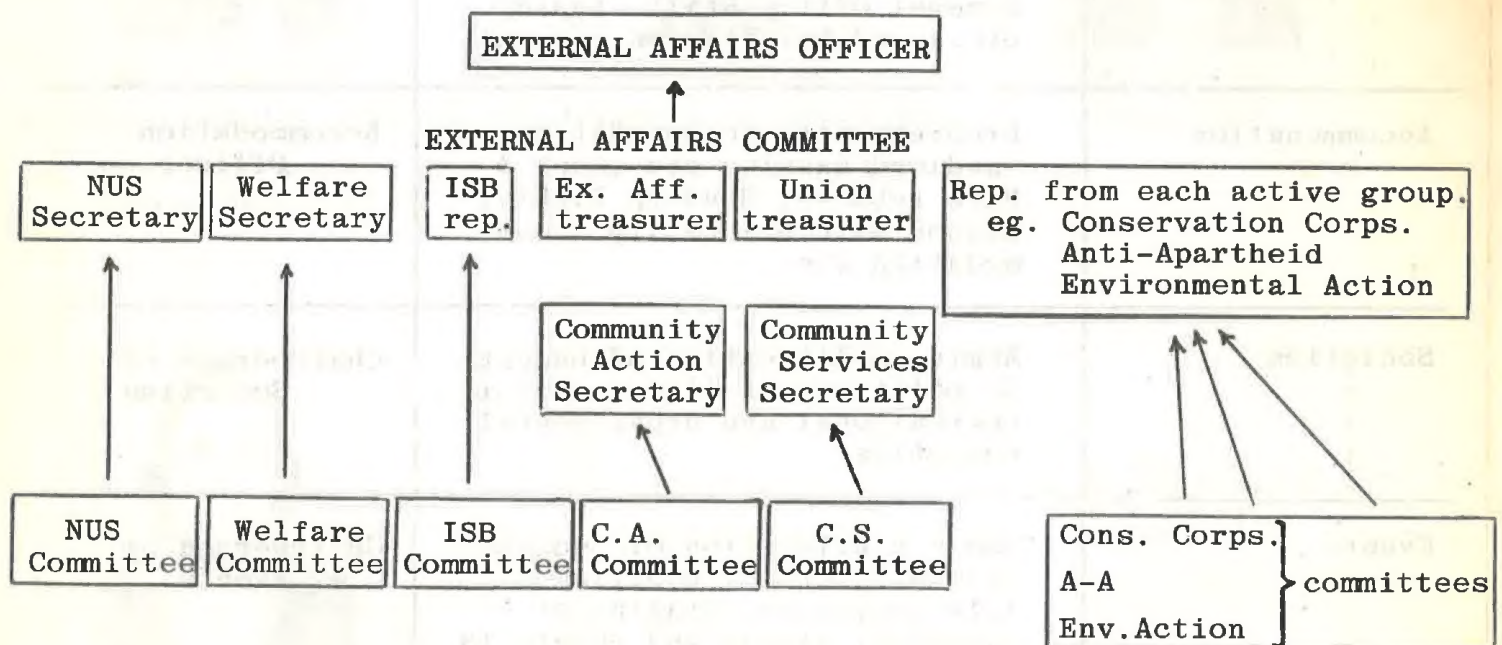 EXTERNAL AFFAIRS OFFICER
EXTERNAL AFFAIRS COMMITTEE
NUS
Secretary
Welfare
Secretary
ISB
rep.
Ex Aff.
treasurer
Union
treasurer
Rep. from each active group.
eg. Conservation Corps.
Anti-Apartheid
Environmental Action
Community
Action
Secretary
Community
Services
Secretary
NUS
Committee
Welfare
Committee
ISB
Committee
C.A.
Committee
C.S.
Committee
Cons. Corps.
A-A
Env.Action
committees